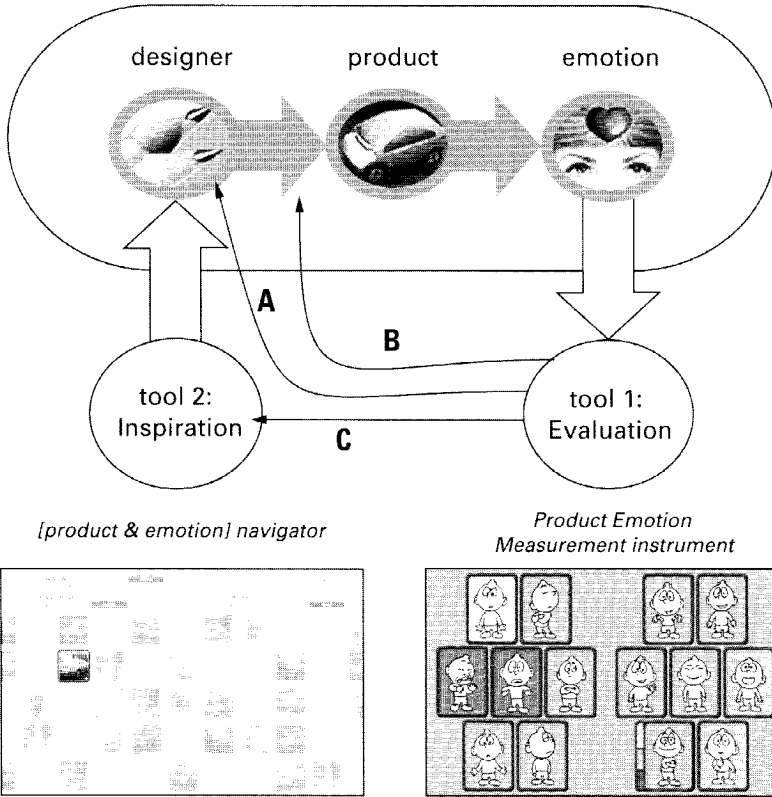 designer
product
emotion
A
B
C
tool 2:
Inspiration
tool 1:
Evaluation
[product & emotion] navigator
Product Emotion
Measurement instrument